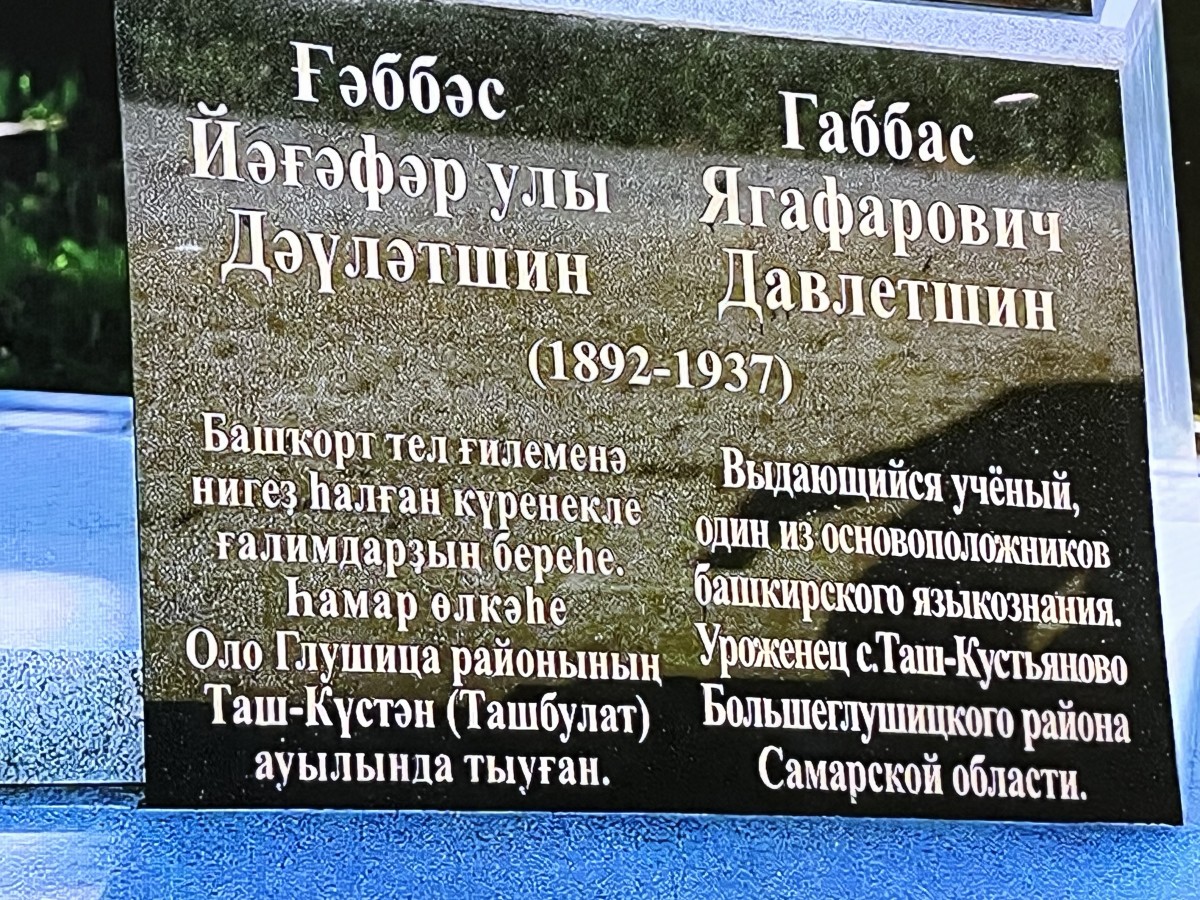 Ғәббәс
Йәғәфәр улы
Дәүләтшин
Габбас
Ягафарович
Давлетшин
(1892-1937)
Башҡорт тел ғилеменә
нигеҙ һалған күренекле
ғалимдарҙың береһе.
Һамар өлкәһе
Оло Глушица районының
Таш-Күстән (Ташбулат)
ауылында тыуған.
Выдающийся учёный,
один из основоположников
башкирского языкознания.
Уроженец с.Таш-Кустьяново
Большеглушицкого района
Самарской области.